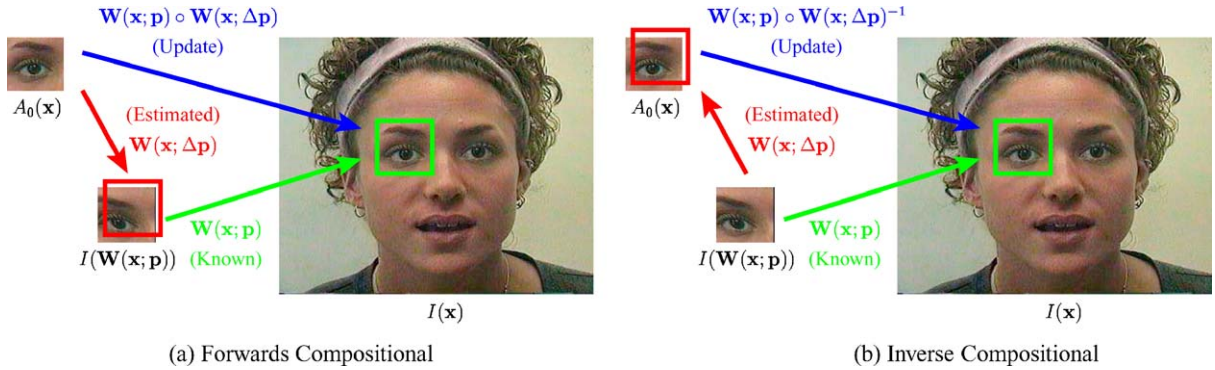 W(x; p) ∘ W(x; Δp)
(Update)
A₀(x)
(Estimated)
W(x; Δp)
I(W(x; p))
W(x; p)
(Known)
I(x)
(a) Forwards Compositional
W(x; p) ∘ W(x; Δp)⁻¹
(Update)
A₀(x)
(Estimated)
W(x; Δp)
I(W(x; p))
W(x; p)
(Known)
I(x)
(b) Inverse Compositional